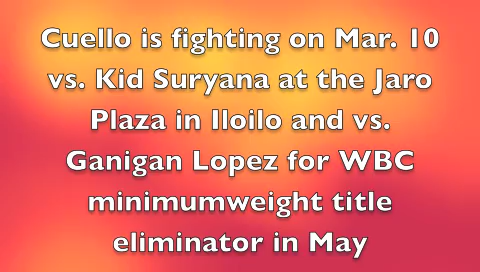 Cuello is fighting on Mar. 10
vs. Kid Suryana at the Jaro
Plaza in Iloilo and vs.
Ganigan Lopez for WBC
minimumweight title
eliminator in May